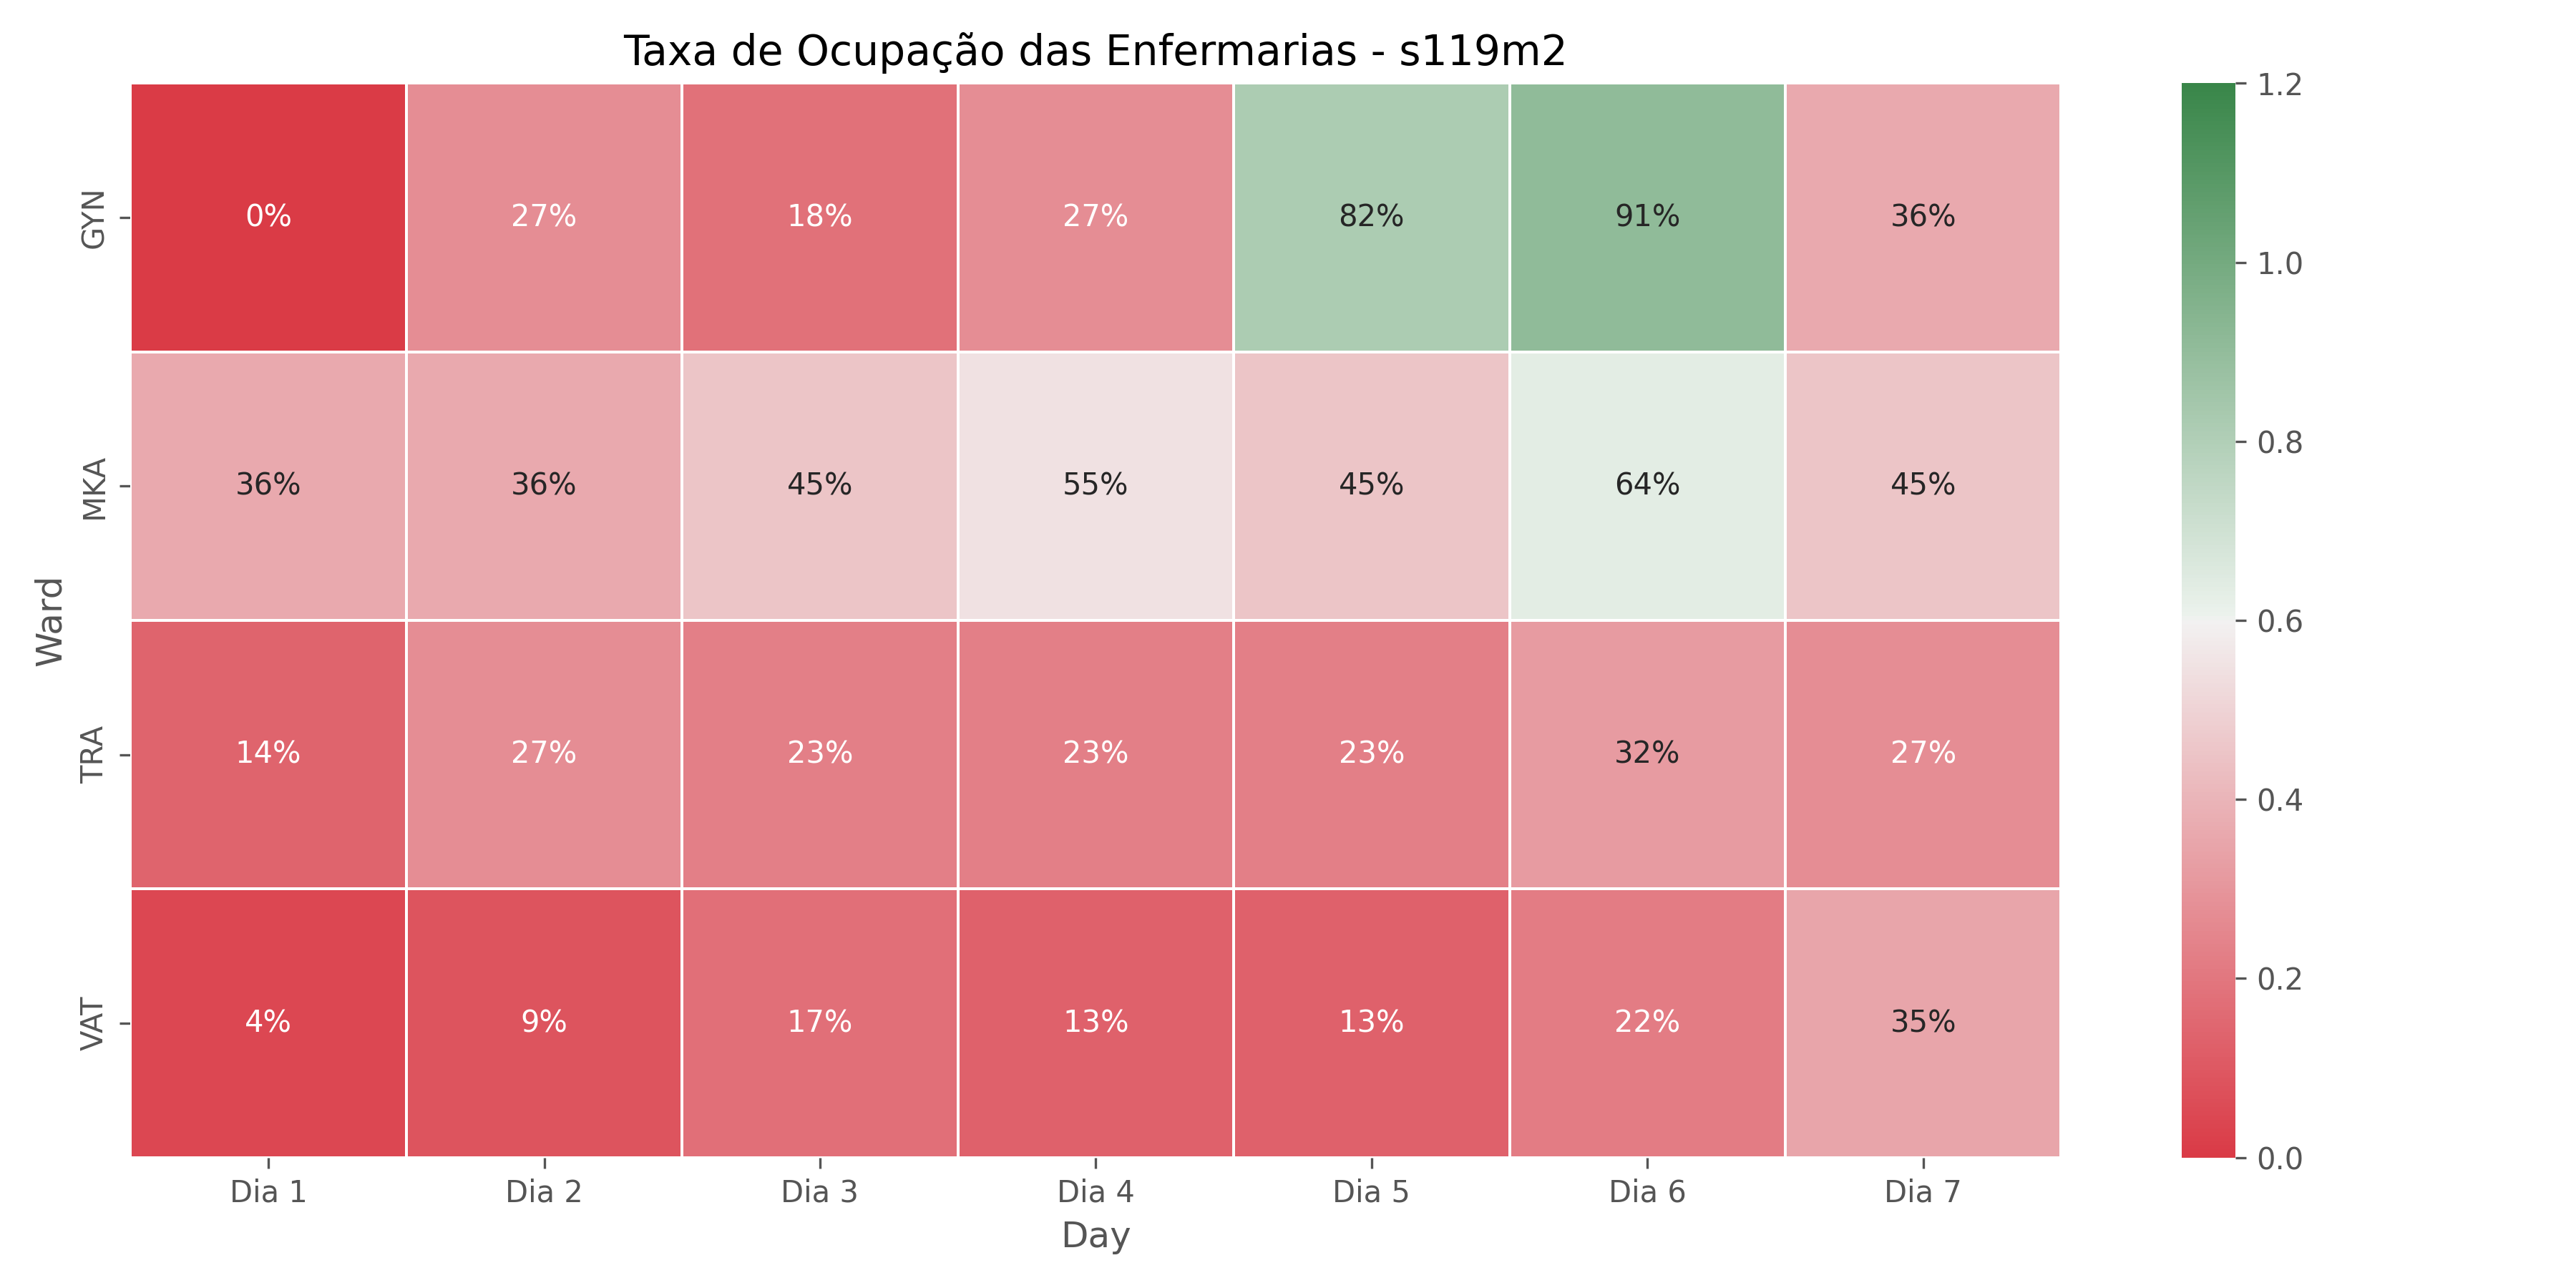 Taxa de Ocupação das Enfermarias - s119m2
Ward
GYN
0% 27% 18% 27% 82% 91% 36%
MKA
36% 36% 45% 55% 45% 64% 45%
TRA
14% 27% 23% 23% 23% 32% 27%
VAT
4% 9% 17% 13% 13% 22% 35%
Dia 1 Dia 2 Dia 3 Dia 4 Dia 5 Dia 6 Dia 7
Day
1.2
1.0
0.8
0.6
0.4
0.2
0.0